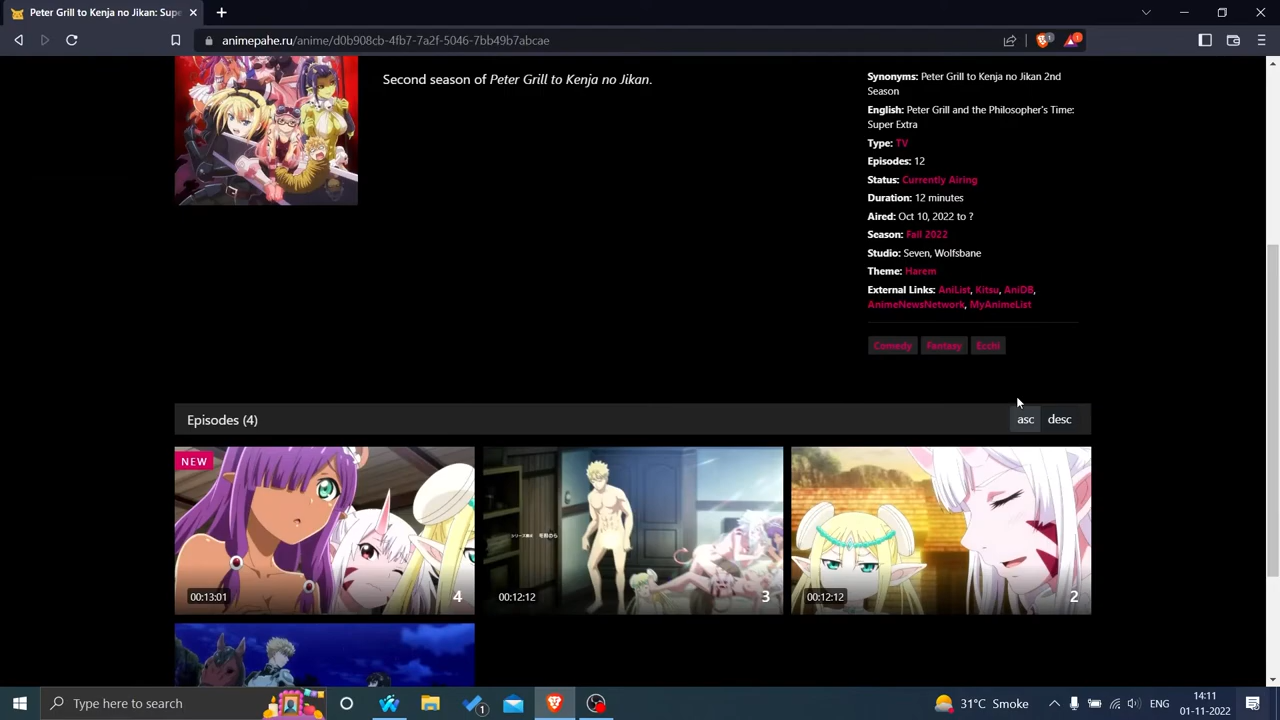 Peter Grill to Kenja no Jikan: Supe
animepahe.ru/anime/d0b908cb-4fb7-7a2f-5046-7bb49b7abcae
1
1
Second season of Peter Grill to Kenja no Jikan.
Synonyms: Peter Grill to Kenja no Jikan 2nd
Season
English: Peter Grill and the Philosopher's Time:
Super Extra
Type: TV
Episodes: 12
Status: Currently Airing
Duration: 12 minutes
Aired: Oct 10, 2022 to ?
Season: Fall 2022
Studio: Seven, Wolfsbane
Theme: Harem
External Links: AniList, Kitsu, AniDB,
AnimeNewsNetwork, MyAnimeList
Comedy Fantasy Ecchi
Episodes (4)
asc desc
NEW
00:13:01 4
00:12:12 3
00:12:12 2
Type here to search
1
31°C Smoke
ENG
14:11
01-11-2022